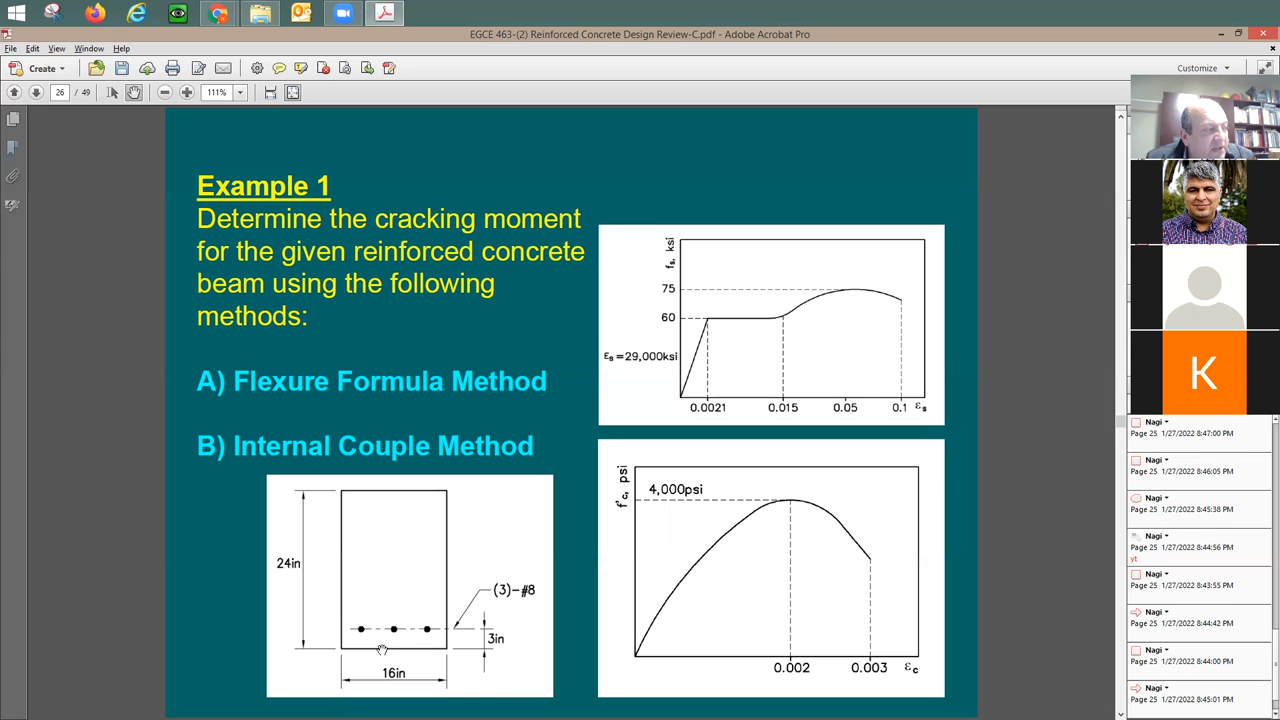 EGCE 463-(2) Reinforced Concrete Design Review-C.pdf - Adobe Acrobat Pro
File Edit View Window Help
Create
Customize
26 / 49
111%
Example 1
Determine the cracking moment
for the given reinforced concrete
beam using the following
methods:
A) Flexure Formula Method
B) Internal Couple Method
24in
(3)-#8
3in
16in
fs, ksi
75
60
εs =29,000ksi
0.0021 0.015 0.05 0.1 εs
f'c, psi
4,000psi
0.002 0.003 εc
K
Nagi
Page 25 1/27/2022 8:47:00 PM
Nagi
Page 25 1/27/2022 8:46:05 PM
Nagi
Page 25 1/27/2022 8:45:38 PM
Nagi
Page 25 1/27/2022 8:44:56 PM
yt
Nagi
Page 25 1/27/2022 8:43:55 PM
Nagi
Page 25 1/27/2022 8:44:42 PM
Nagi
Page 25 1/27/2022 8:44:00 PM
Nagi
Page 25 1/27/2022 8:45:01 PM